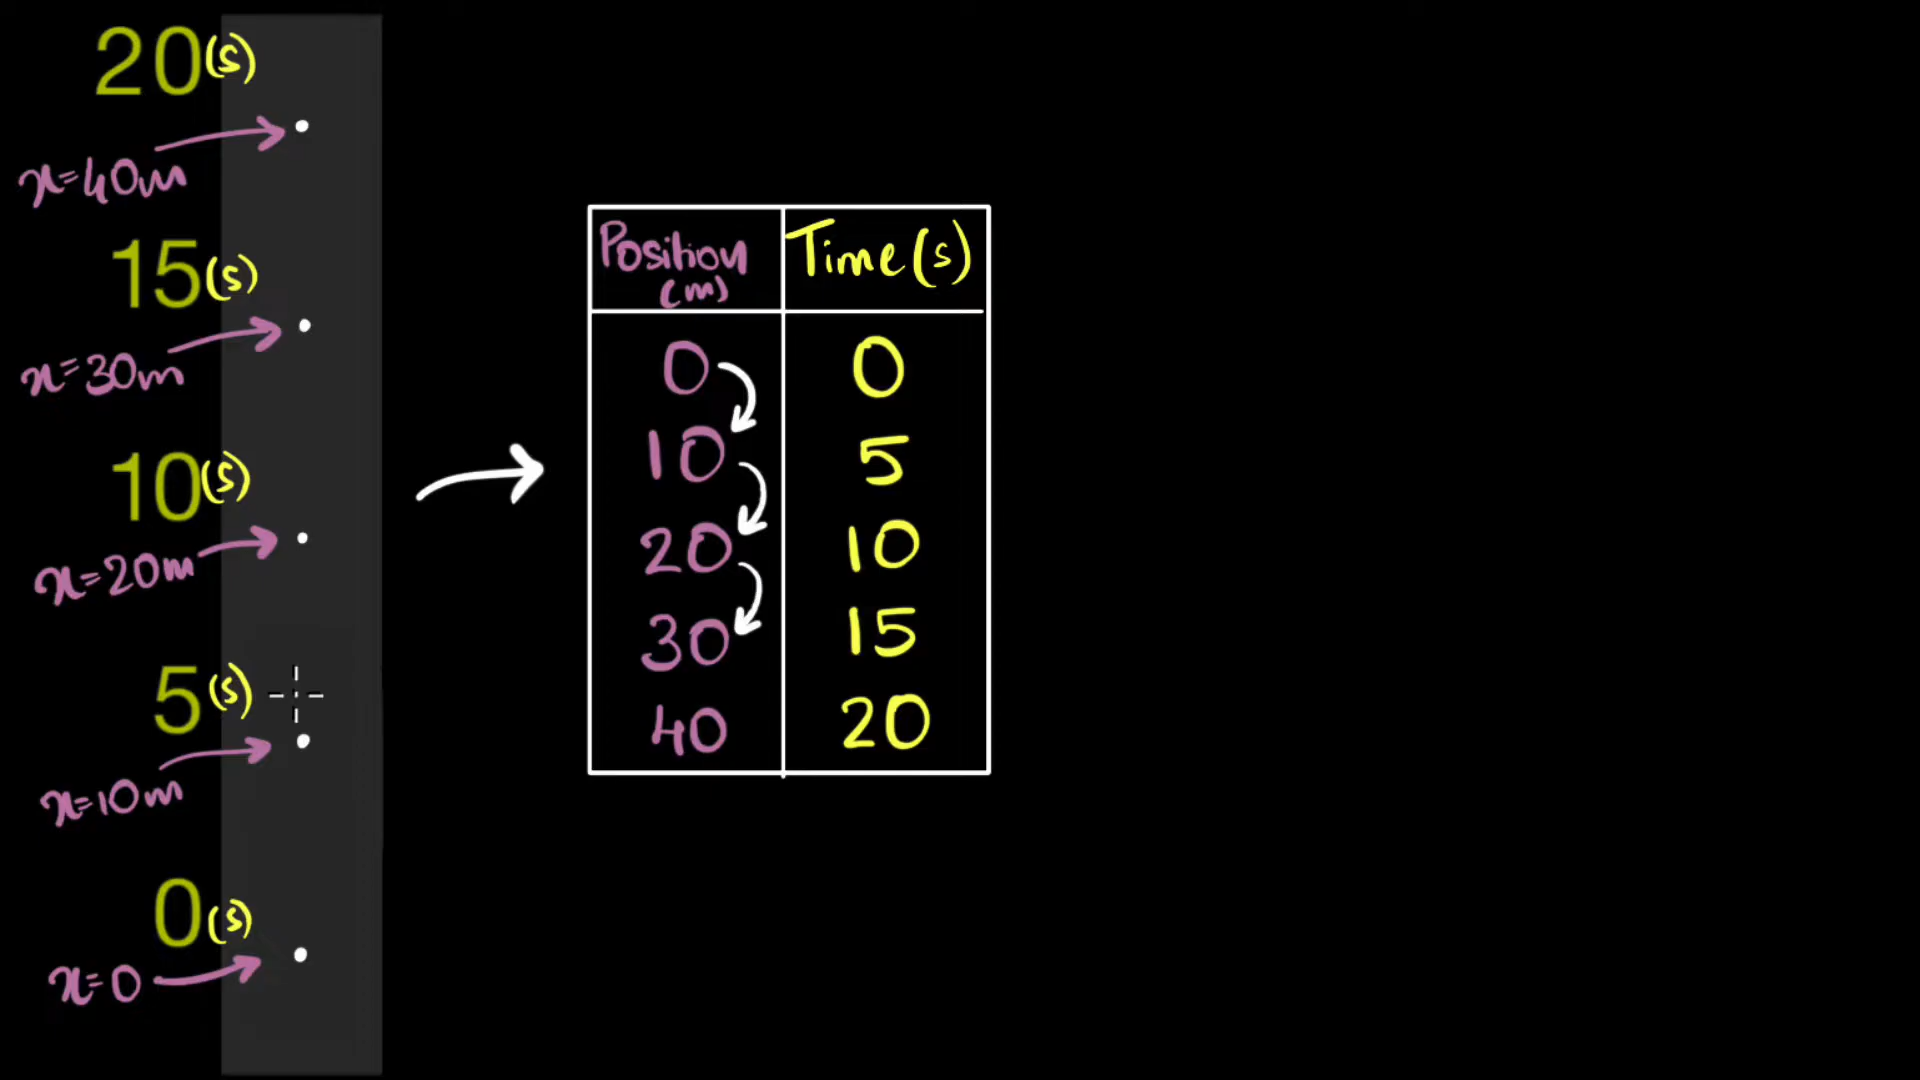 20(s)
x=40m
15(s)
x=30m
10(s)
x=20m
5(s)
x=10m
0(s)
x=0
Position (m) Time(s)
0 0
10 5
20 10
30 15
40 20